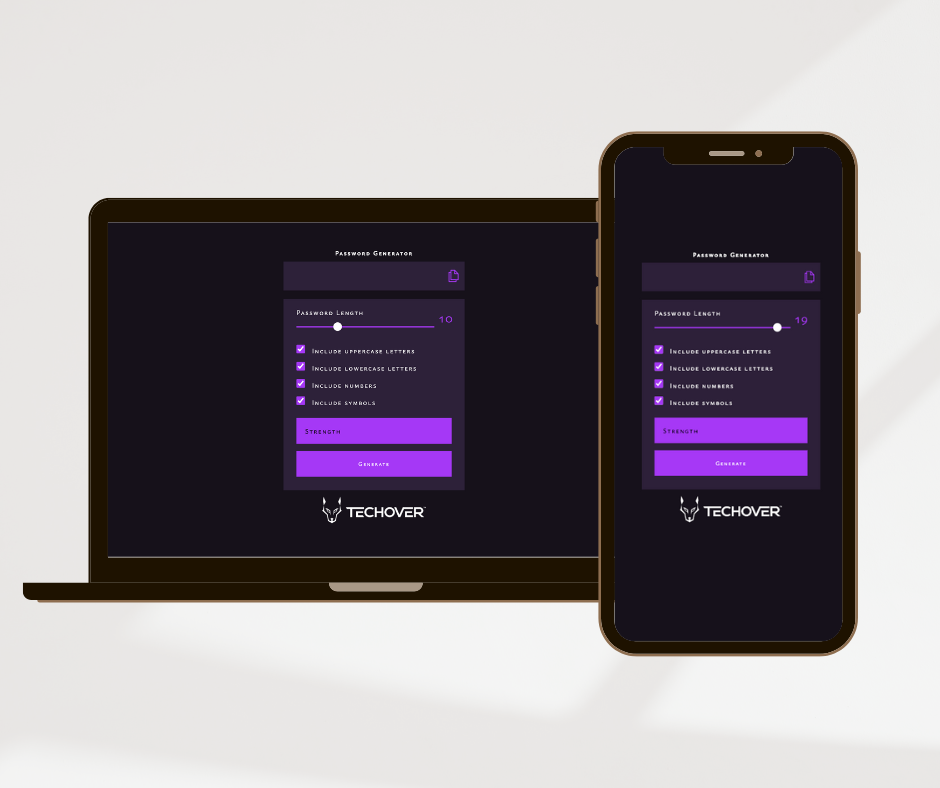 Password Generator
Password Length
10
Include uppercase letters
Include lowercase letters
Include numbers
Include symbols
Strength
Generate
TECHOVER
Password Generator
Password Length
19
Include uppercase letters
Include lowercase letters
Include numbers
Include symbols
Strength
Generate
TECHOVER